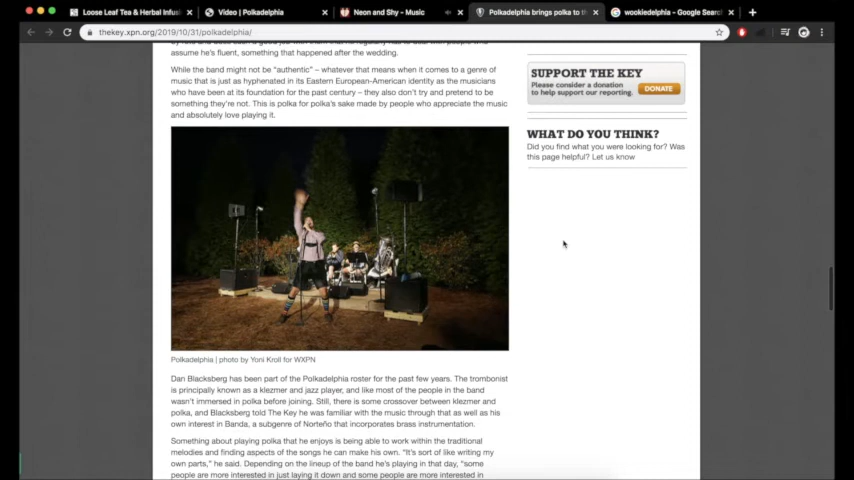 Loose Leaf Tea & Herbal Infusi
Video | Polkadelphia
Neon and Shy - Music
Polkadelphia brings polka to th
wookiedelphia - Google Search
thekey.xpn.org/2019/10/31/polkadelphia/
assume he's fluent, something that happened after the wedding.
While the band might not be "authentic" – whatever that means when it comes to a genre of
music that is just as hyphenated in its Eastern European-American identity as the musicians
who have been at its foundation for the past century – they also don't try and pretend to be
something they're not. This is polka for polka's sake made by people who appreciate the music
and absolutely love playing it.
SUPPORT THE KEY
Please consider a donation
to help support our reporting.
DONATE
WHAT DO YOU THINK?
Did you find what you were looking for? Was
this page helpful? Let us know
Polkadelphia | photo by Yoni Kroll for WXPN
Dan Blacksberg has been part of the Polkadelphia roster for the past few years. The trombonist
is principally known as a klezmer and jazz player, and like most of the people in the band
wasn't immersed in polka before joining. Still, there is some crossover between klezmer and
polka, and Blacksberg told The Key he was familiar with the music through that as well as his
own interest in Banda, a subgenre of Norteño that incorporates brass instrumentation.
Something about playing polka that he enjoys is being able to work within the traditional
melodies and finding aspects of the songs he can make his own. "It's sort of like writing my
own parts," he said. Depending on the lineup of the band he's playing in that day, "some
people are more interested in just laying it down and some people are more interested in